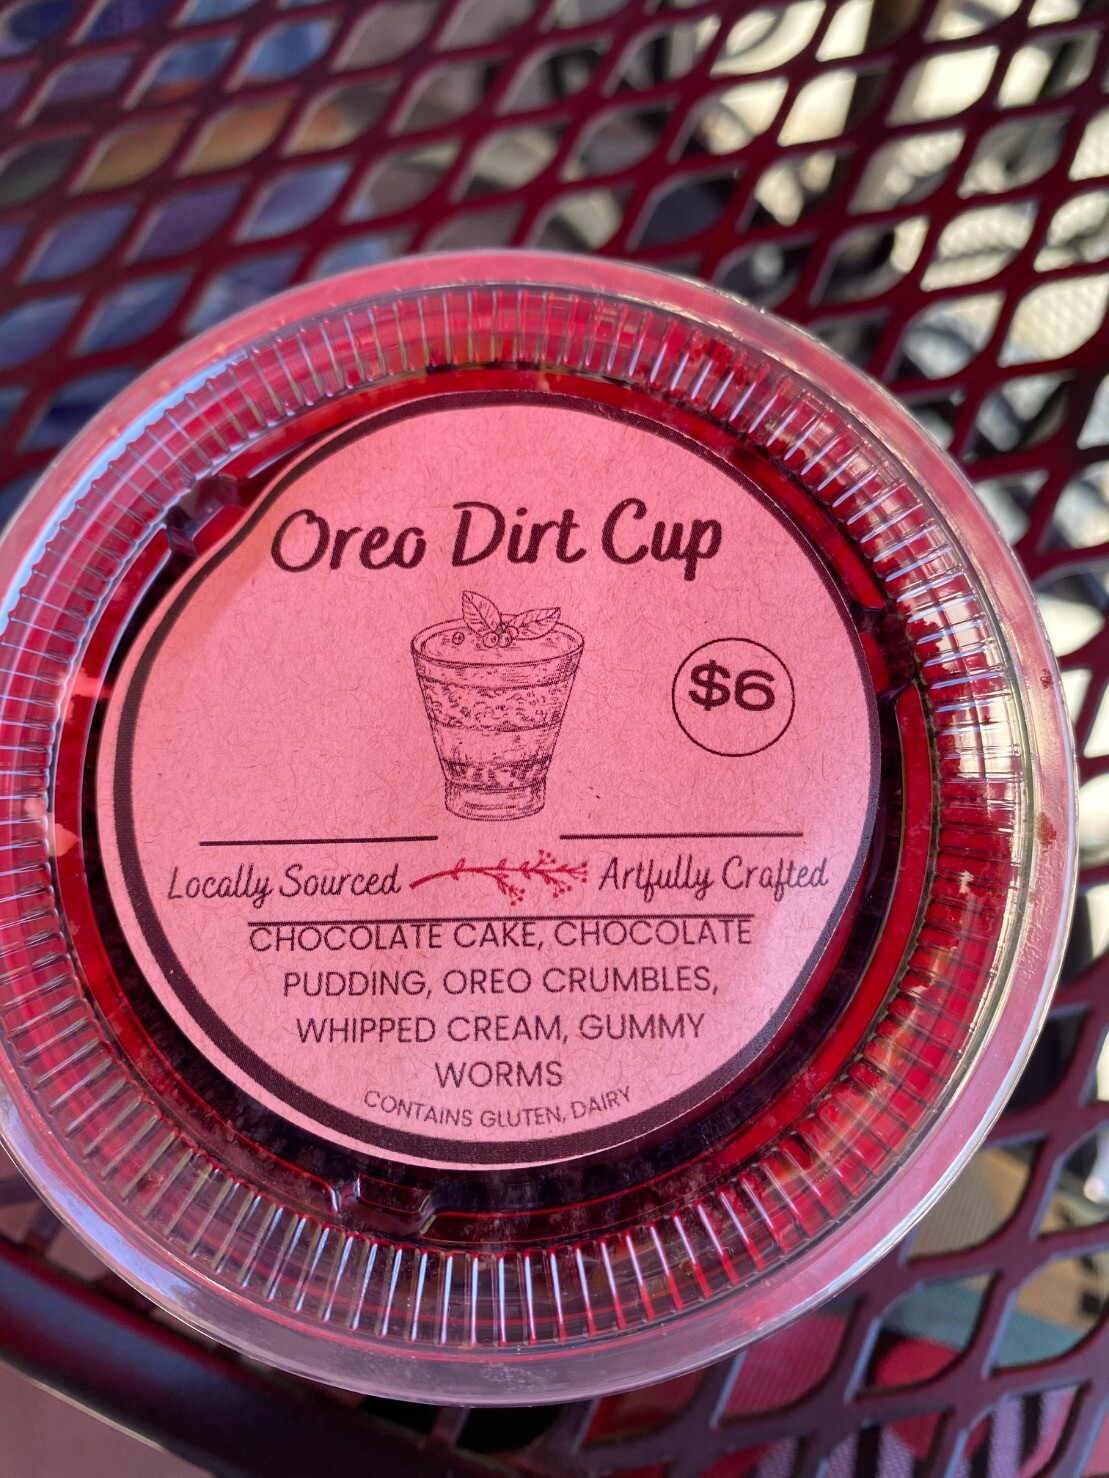 Oreo Dirt Cup
$6
Locally Sourced Artfully Crafted
CHOCOLATE CAKE, CHOCOLATE
PUDDING, OREO CRUMBLES,
WHIPPED CREAM, GUMMY
WORMS
CONTAINS GLUTEN, DAIRY